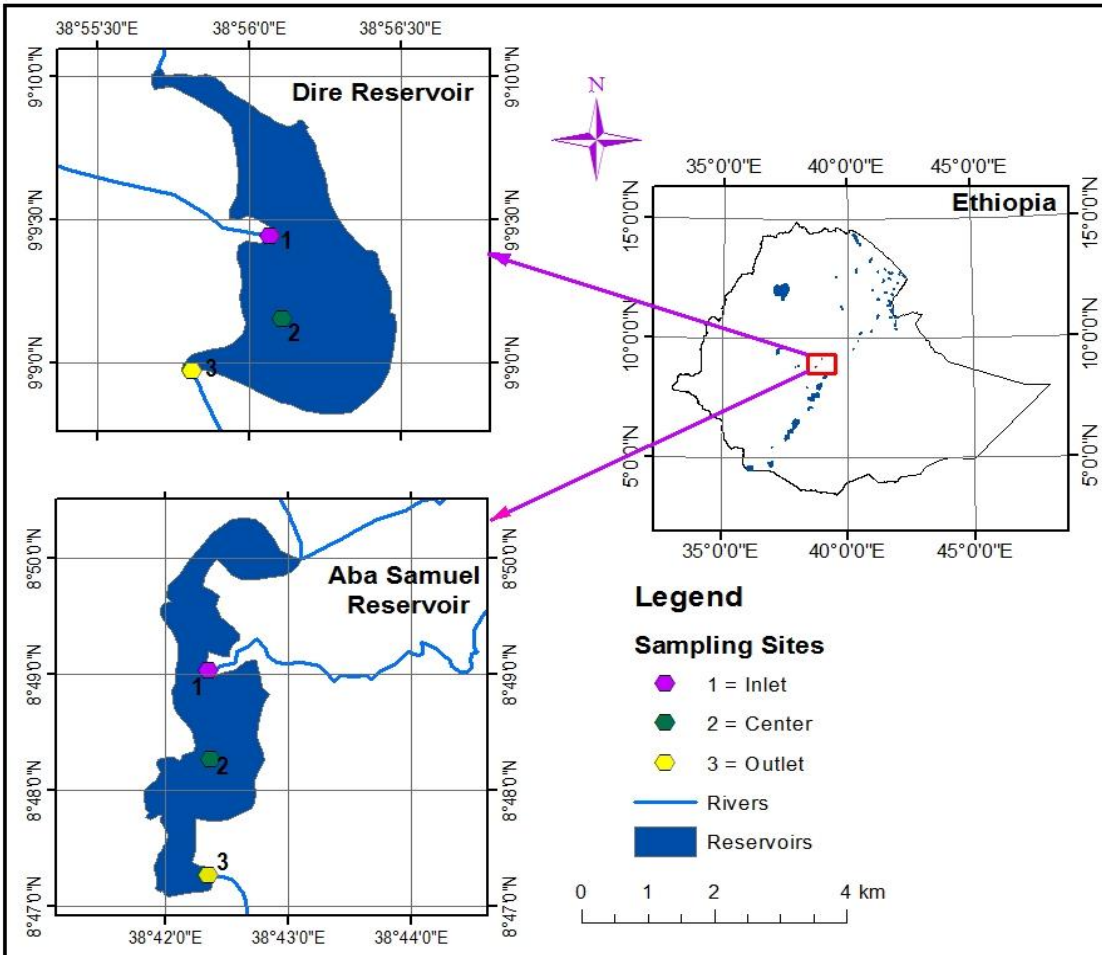 38°55'30"E 38°56'0"E 38°56'30"E
9°10'0"N
9°9'30"N
9°9'0"N
9°10'0"N
9°9'30"N
9°9'0"N
Dire Reservoir
1
2
3
N
35°0'0"E 40°0'0"E 45°0'0"E
Ethiopia
15°0'0"N
10°0'0"N
5°0'0"N
15°0'0"N
10°0'0"N
5°0'0"N
35°0'0"E 40°0'0"E 45°0'0"E
8°50'0"N
8°49'0"N
8°48'0"N
8°47'0"N
8°50'0"N
8°49'0"N
8°48'0"N
8°47'0"N
Aba Samuel
Reservoir
1
2
3
38°42'0"E 38°43'0"E 38°44'0"E
Legend
Sampling Sites
1 = Inlet
2 = Center
3 = Outlet
Rivers
Reservoirs
0 1 2 4 km